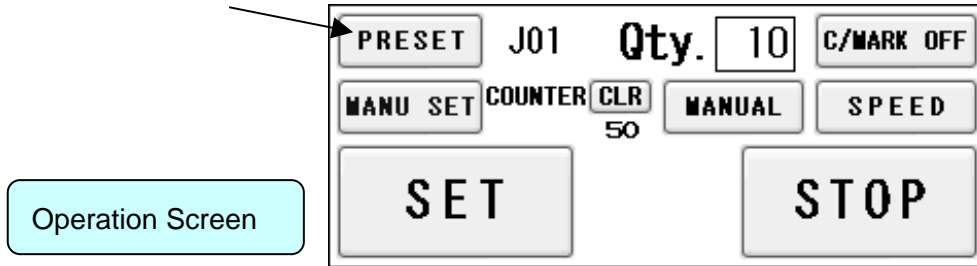 PRESET J01 Qty. 10 C/MARK OFF
MANU SET COUNTER CLR MANUAL SPEED
50
SET STOP
Operation Screen